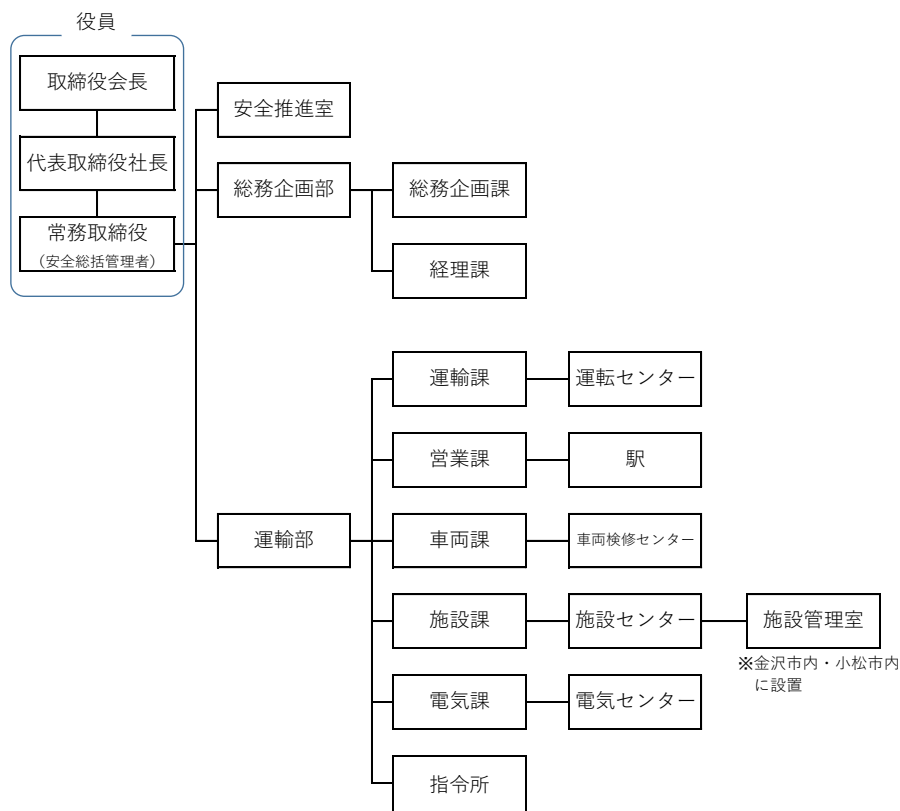 役員
取締役会長
代表取締役社長
常務取締役
(安全総括管理者)
安全推進室
総務企画部
総務企画課
経理課
運輸部
運輸課
運転センター
営業課
駅
車両課
車両検修センター
施設課
施設センター
施設管理室
※金沢市内・小松市内
に設置
電気課
電気センター
指令所